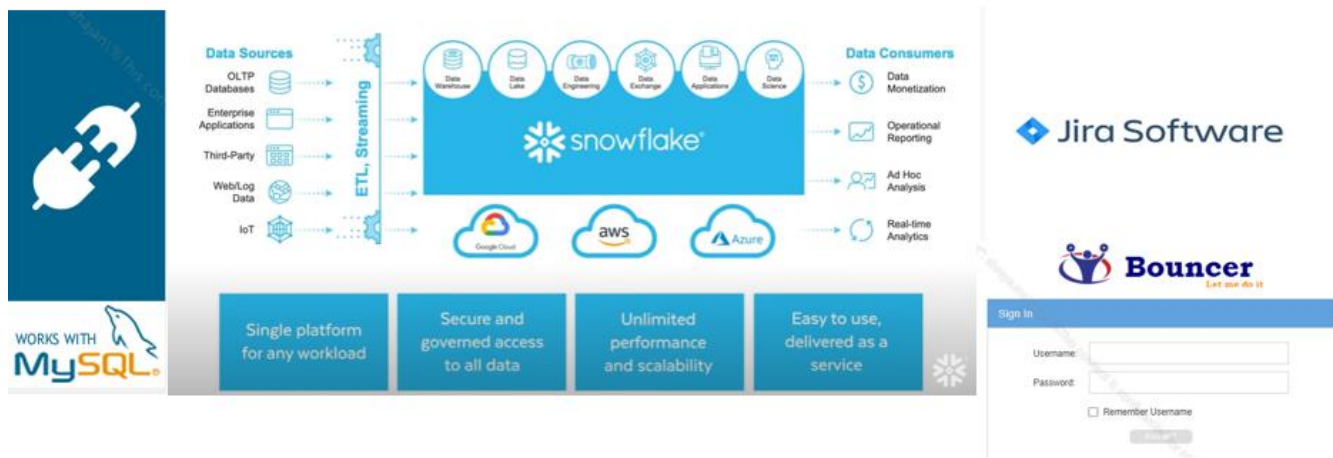 WORKS WITH
MySQL®
Data Sources
OLTP
Databases
Enterprise
Applications
Third-Party
Web/Log
Data
IoT
ETL, Streaming
Data
Warehouse
Data
Lake
Data
Engineering
Data
Exchange
Data
Applications
Data
Science
snowflake®
Google Cloud
aws
Azure
Data Consumers
Data
Monetization
Operational
Reporting
Ad Hoc
Analysis
Real-time
Analytics
Single platform
for any workload
Secure and
governed access
to all data
Unlimited
performance
and scalability
Easy to use,
delivered as a
service
Jira Software
Bouncer
Let me do it
Sign In
Username:
Password:
Remember Username